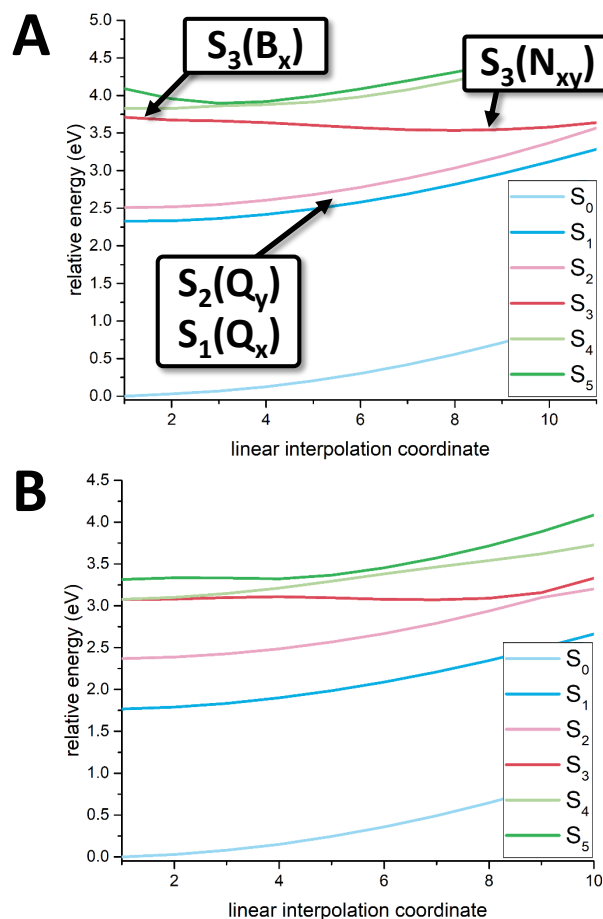 A
S₃(Bₓ)
S₃(Nₓᵧ)
S₂(Qᵧ)
S₁(Qₓ)
relative energy (eV)
5.0
4.5
4.0
3.5
3.0
2.5
2.0
1.5
1.0
0.5
0.0
2 4 6 8 10
linear interpolation coordinate
S₀
S₁
S₂
S₃
S₄
S₅
B
relative energy (eV)
4.5
4.0
3.5
3.0
2.5
2.0
1.5
1.0
0.5
0.0
2 4 6 8 10
linear interpolation coordinate
S₀
S₁
S₂
S₃
S₄
S₅